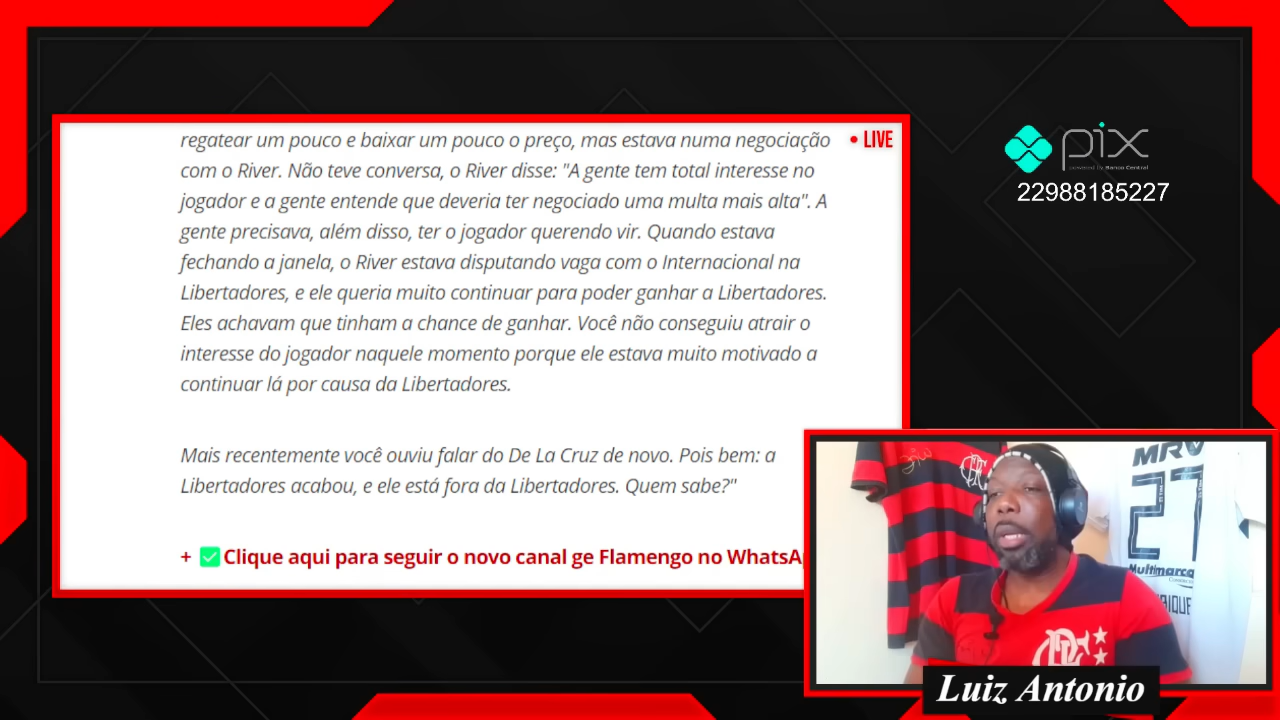 regatear um pouco e baixar um pouco o preço, mas estava numa negociação
com o River. Não teve conversa, o River disse: "A gente tem total interesse no
jogador e a gente entende que deveria ter negociado uma multa mais alta". A
gente precisava, além disso, ter o jogador querendo vir. Quando estava
fechando a janela, o River estava disputando vaga com o Internacional na
Libertadores, e ele queria muito continuar para poder ganhar a Libertadores.
Eles achavam que tinham a chance de ganhar. Você não conseguiu atrair o
interesse do jogador naquele momento porque ele estava muito motivado a
continuar lá por causa da Libertadores.
Mais recentemente você ouviu falar do De La Cruz de novo. Pois bem: a
Libertadores acabou, e ele está fora da Libertadores. Quem sabe?"
+ ✅ Clique aqui para seguir o novo canal ge Flamengo no WhatsA
• LIVE
pix
powered by Banco Central
22988185227
MRV
27
Multimarca
Luiz Antonio